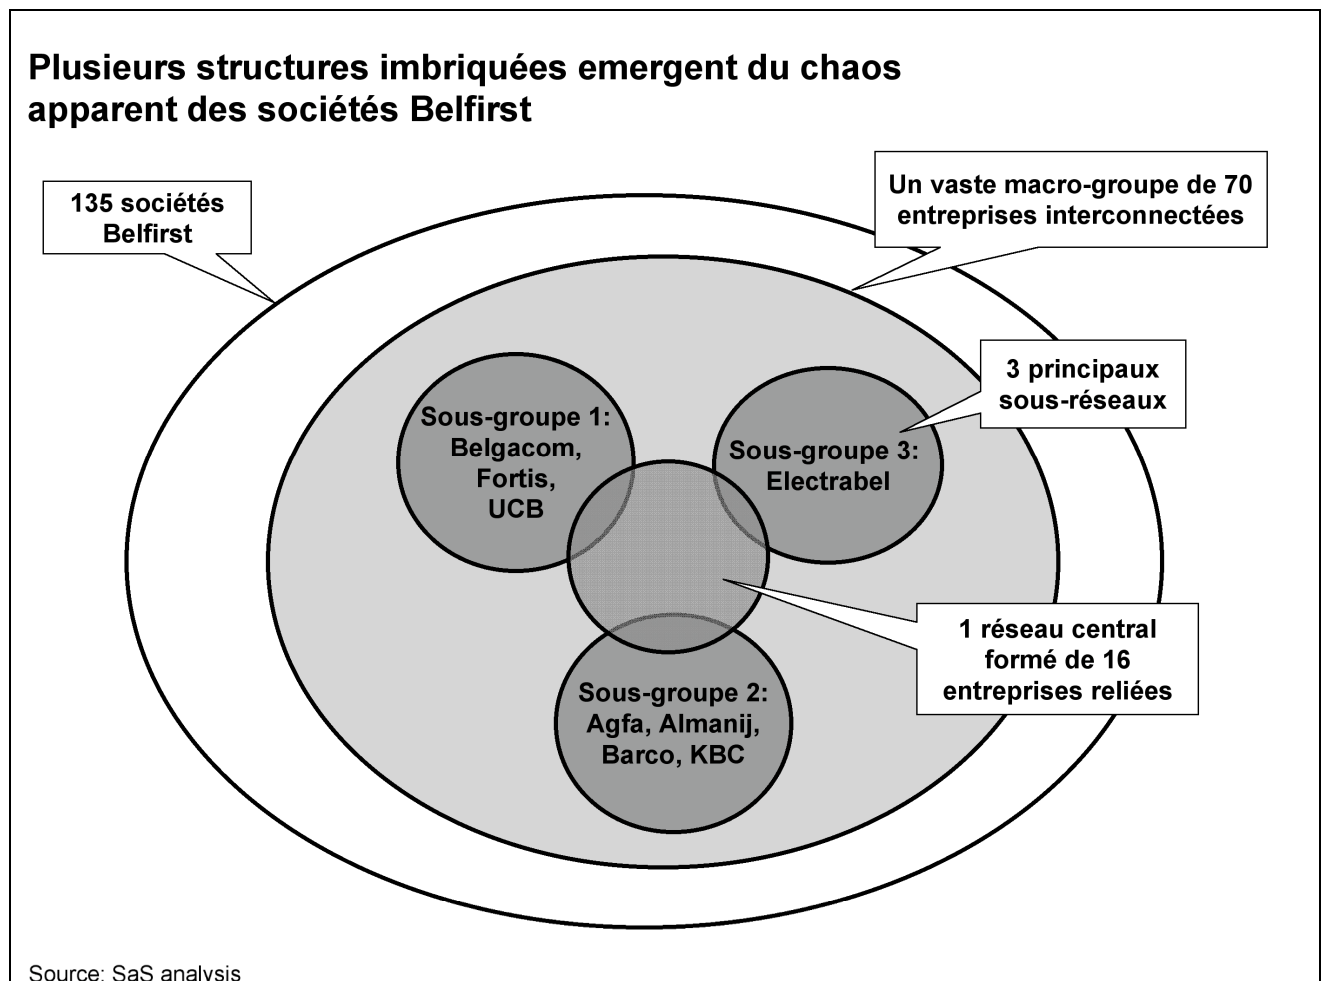 Plusieurs structures imbriquées emergent du chaos
apparent des sociétés Belfirst
135 sociétés
Belfirst
Un vaste macro-groupe de 70
entreprises interconnectées
3 principaux
sous-réseaux
Sous-groupe 1:
Belgacom,
Fortis,
UCB
Sous-groupe 3:
Electrabel
1 réseau central
formé de 16
entreprises reliées
Sous-groupe 2:
Agfa, Almanij,
Barco, KBC
Source: SaS analysis